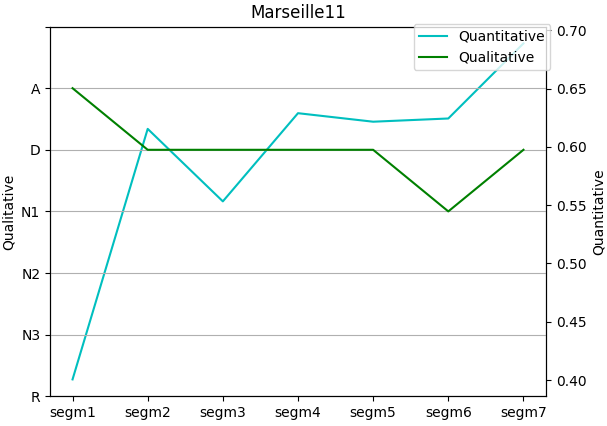 Marseille11
Quantitative
Qualitative
A
D
N1
N2
N3
R
Qualitative
0.70
0.65
0.60
0.55
0.50
0.45
0.40
Quantitative
segm1 segm2 segm3 segm4 segm5 segm6 segm7